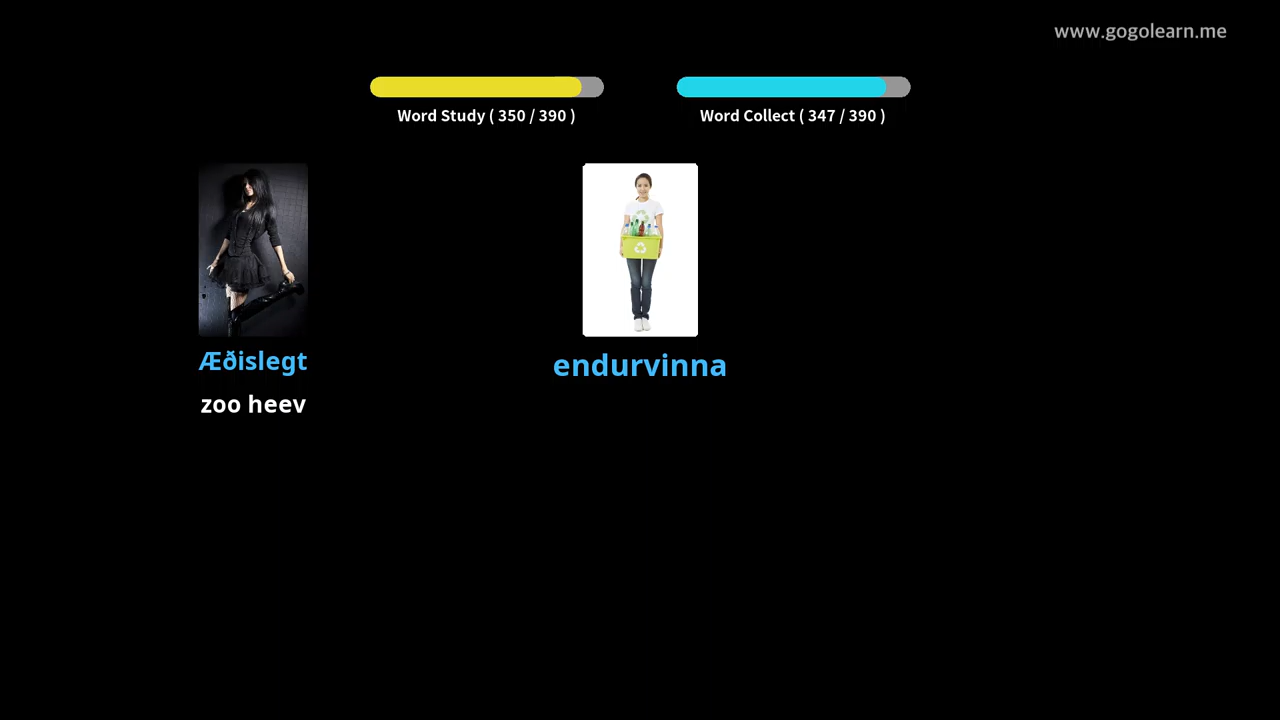 www.gogolearn.me
Word Study ( 350 / 390 )
Word Collect ( 347 / 390 )
Æðislegt
endurvinna
zoo heev